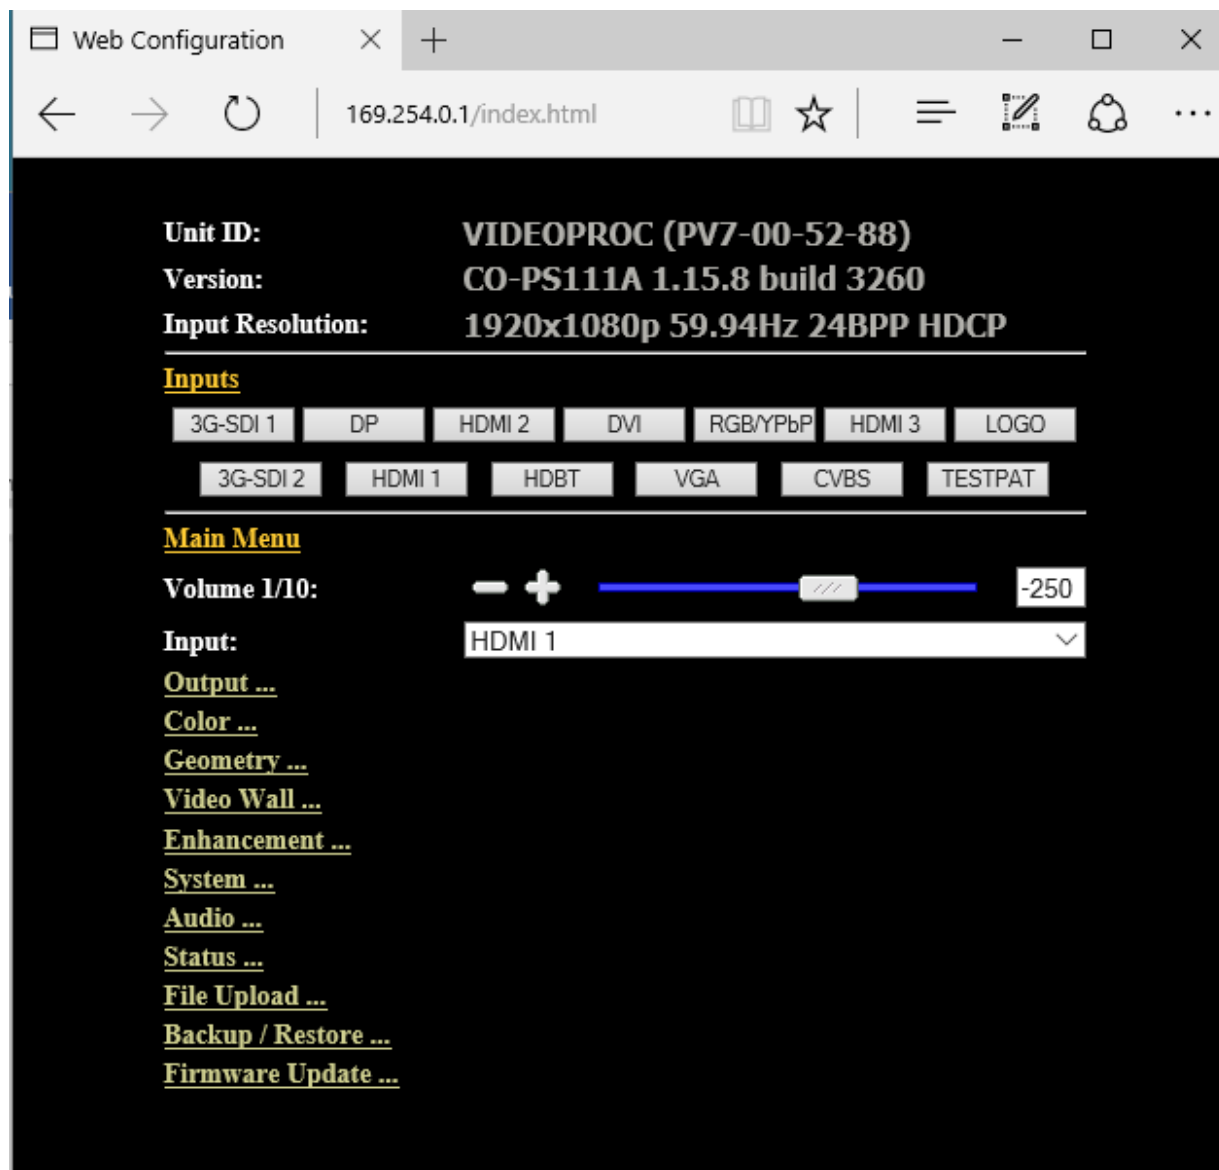 Web Configuration
169.254.0.1/index.html
Unit ID: VIDEOPROC (PV7-00-52-88)
Version: CO-PS111A 1.15.8 build 3260
Input Resolution: 1920x1080p 59.94Hz 24BPP HDCP
Inputs
3G-SDI 1 DP HDMI 2 DVI RGB/YPbP HDMI 3 LOGO
3G-SDI 2 HDMI 1 HDBT VGA CVBS TESTPAT
Main Menu
Volume 1/10: -250
Input: HDMI 1
Output ...
Color ...
Geometry ...
Video Wall ...
Enhancement ...
System ...
Audio ...
Status ...
File Upload ...
Backup / Restore ...
Firmware Update ...